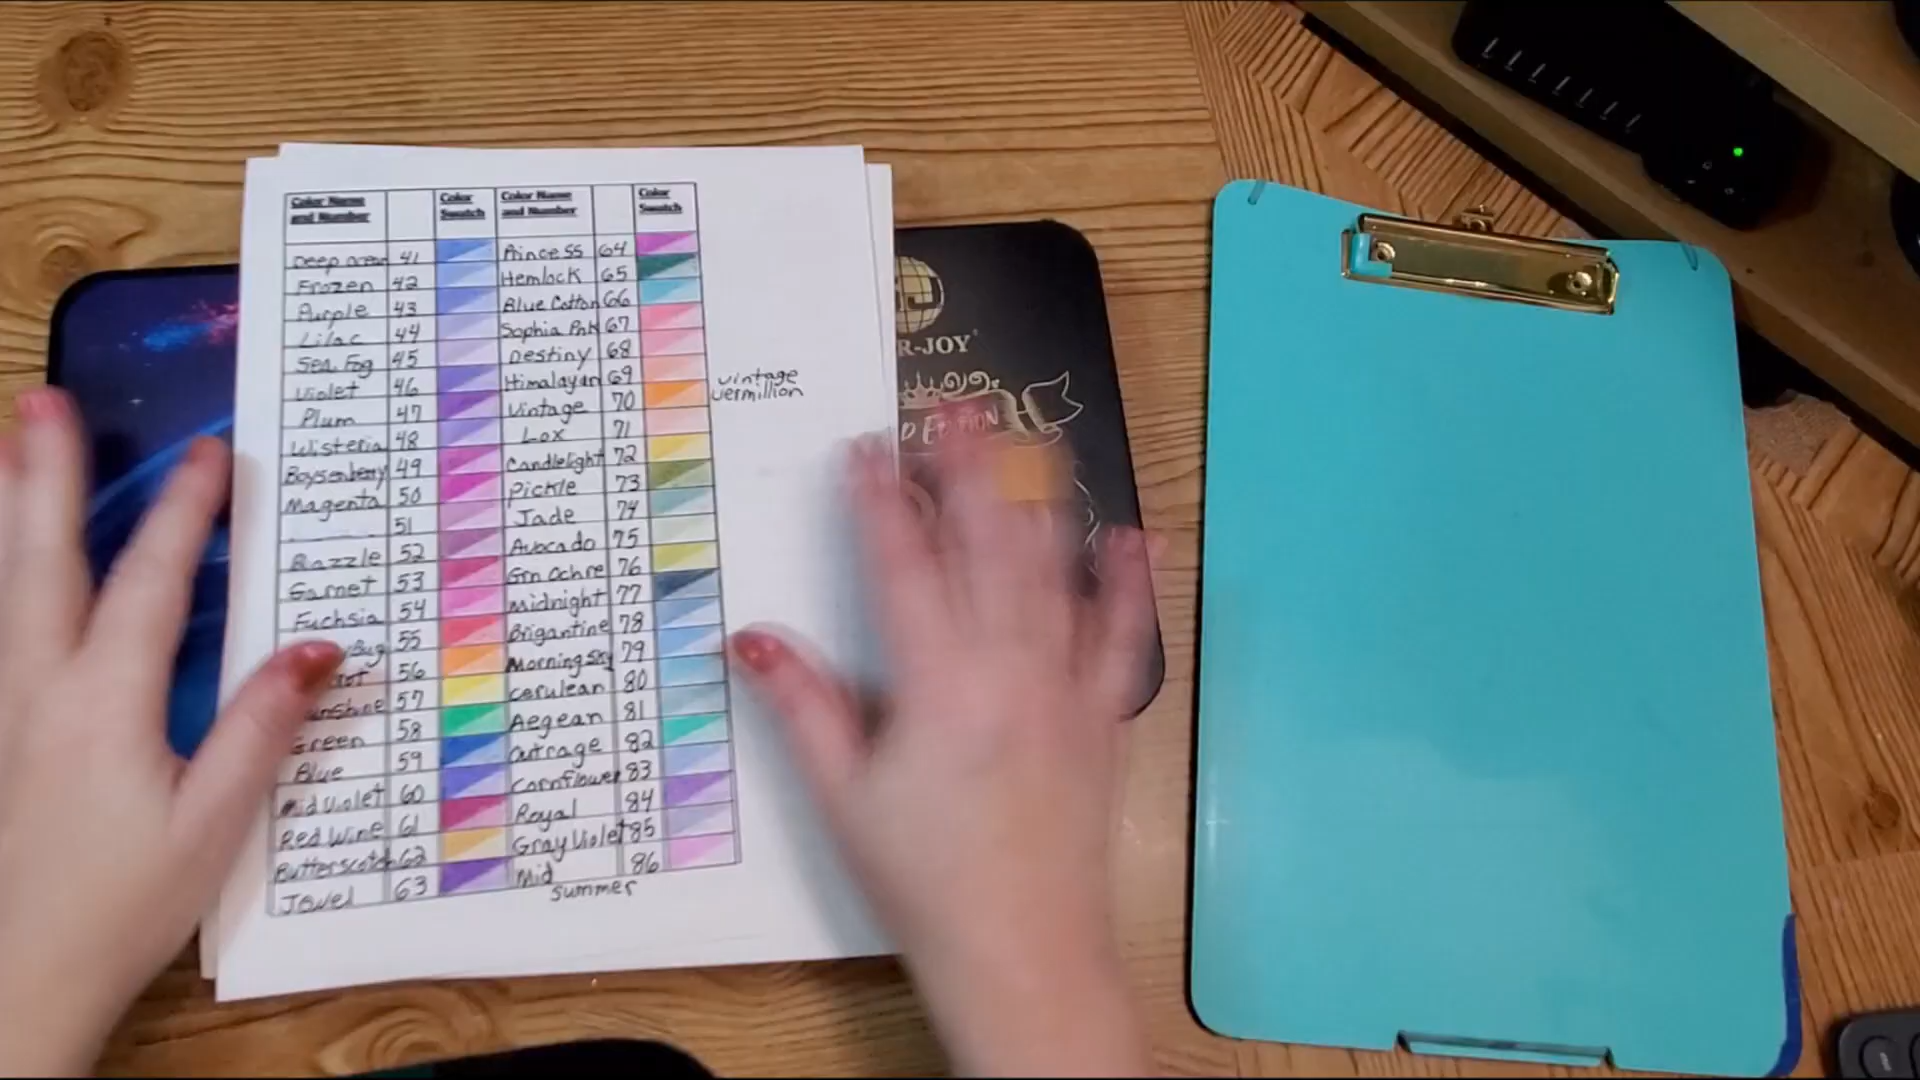 Color Name and Number Color Swatch Color Name and Number Color Swatch
Deep ocean 41 Princess 64
Frozen 42 Hemlock 65
Purple 43 Blue Cotton 66
Lilac 44 Sophia Pnk 67
Sea Fog 45 Destiny 68
Violet 46 Himalayan 69
Plum 47 Vintage 70 vintage vermillion
Wisteria 48 Lox 71
Boysenberry 49 Candlelight 72
Magenta 50 Pickle 73
51 Jade 74
Razzle 52 Avocado 75
Garnet 53 Grn Ochre 76
Fuchsia 54 Midnight 77
yBug 55 Brigantine 78
rot 56 Morning Sky 79
unshine 57 Cerulean 80
Green 58 Aegean 81
Blue 59 Outrage 82
Mid Violet 60 Cornflower 83
Red Wine 61 Royal 84
Butterscotch 62 Gray Violet 85
Jewel 63 Mid 86
summer
R-JOY
D EDITION